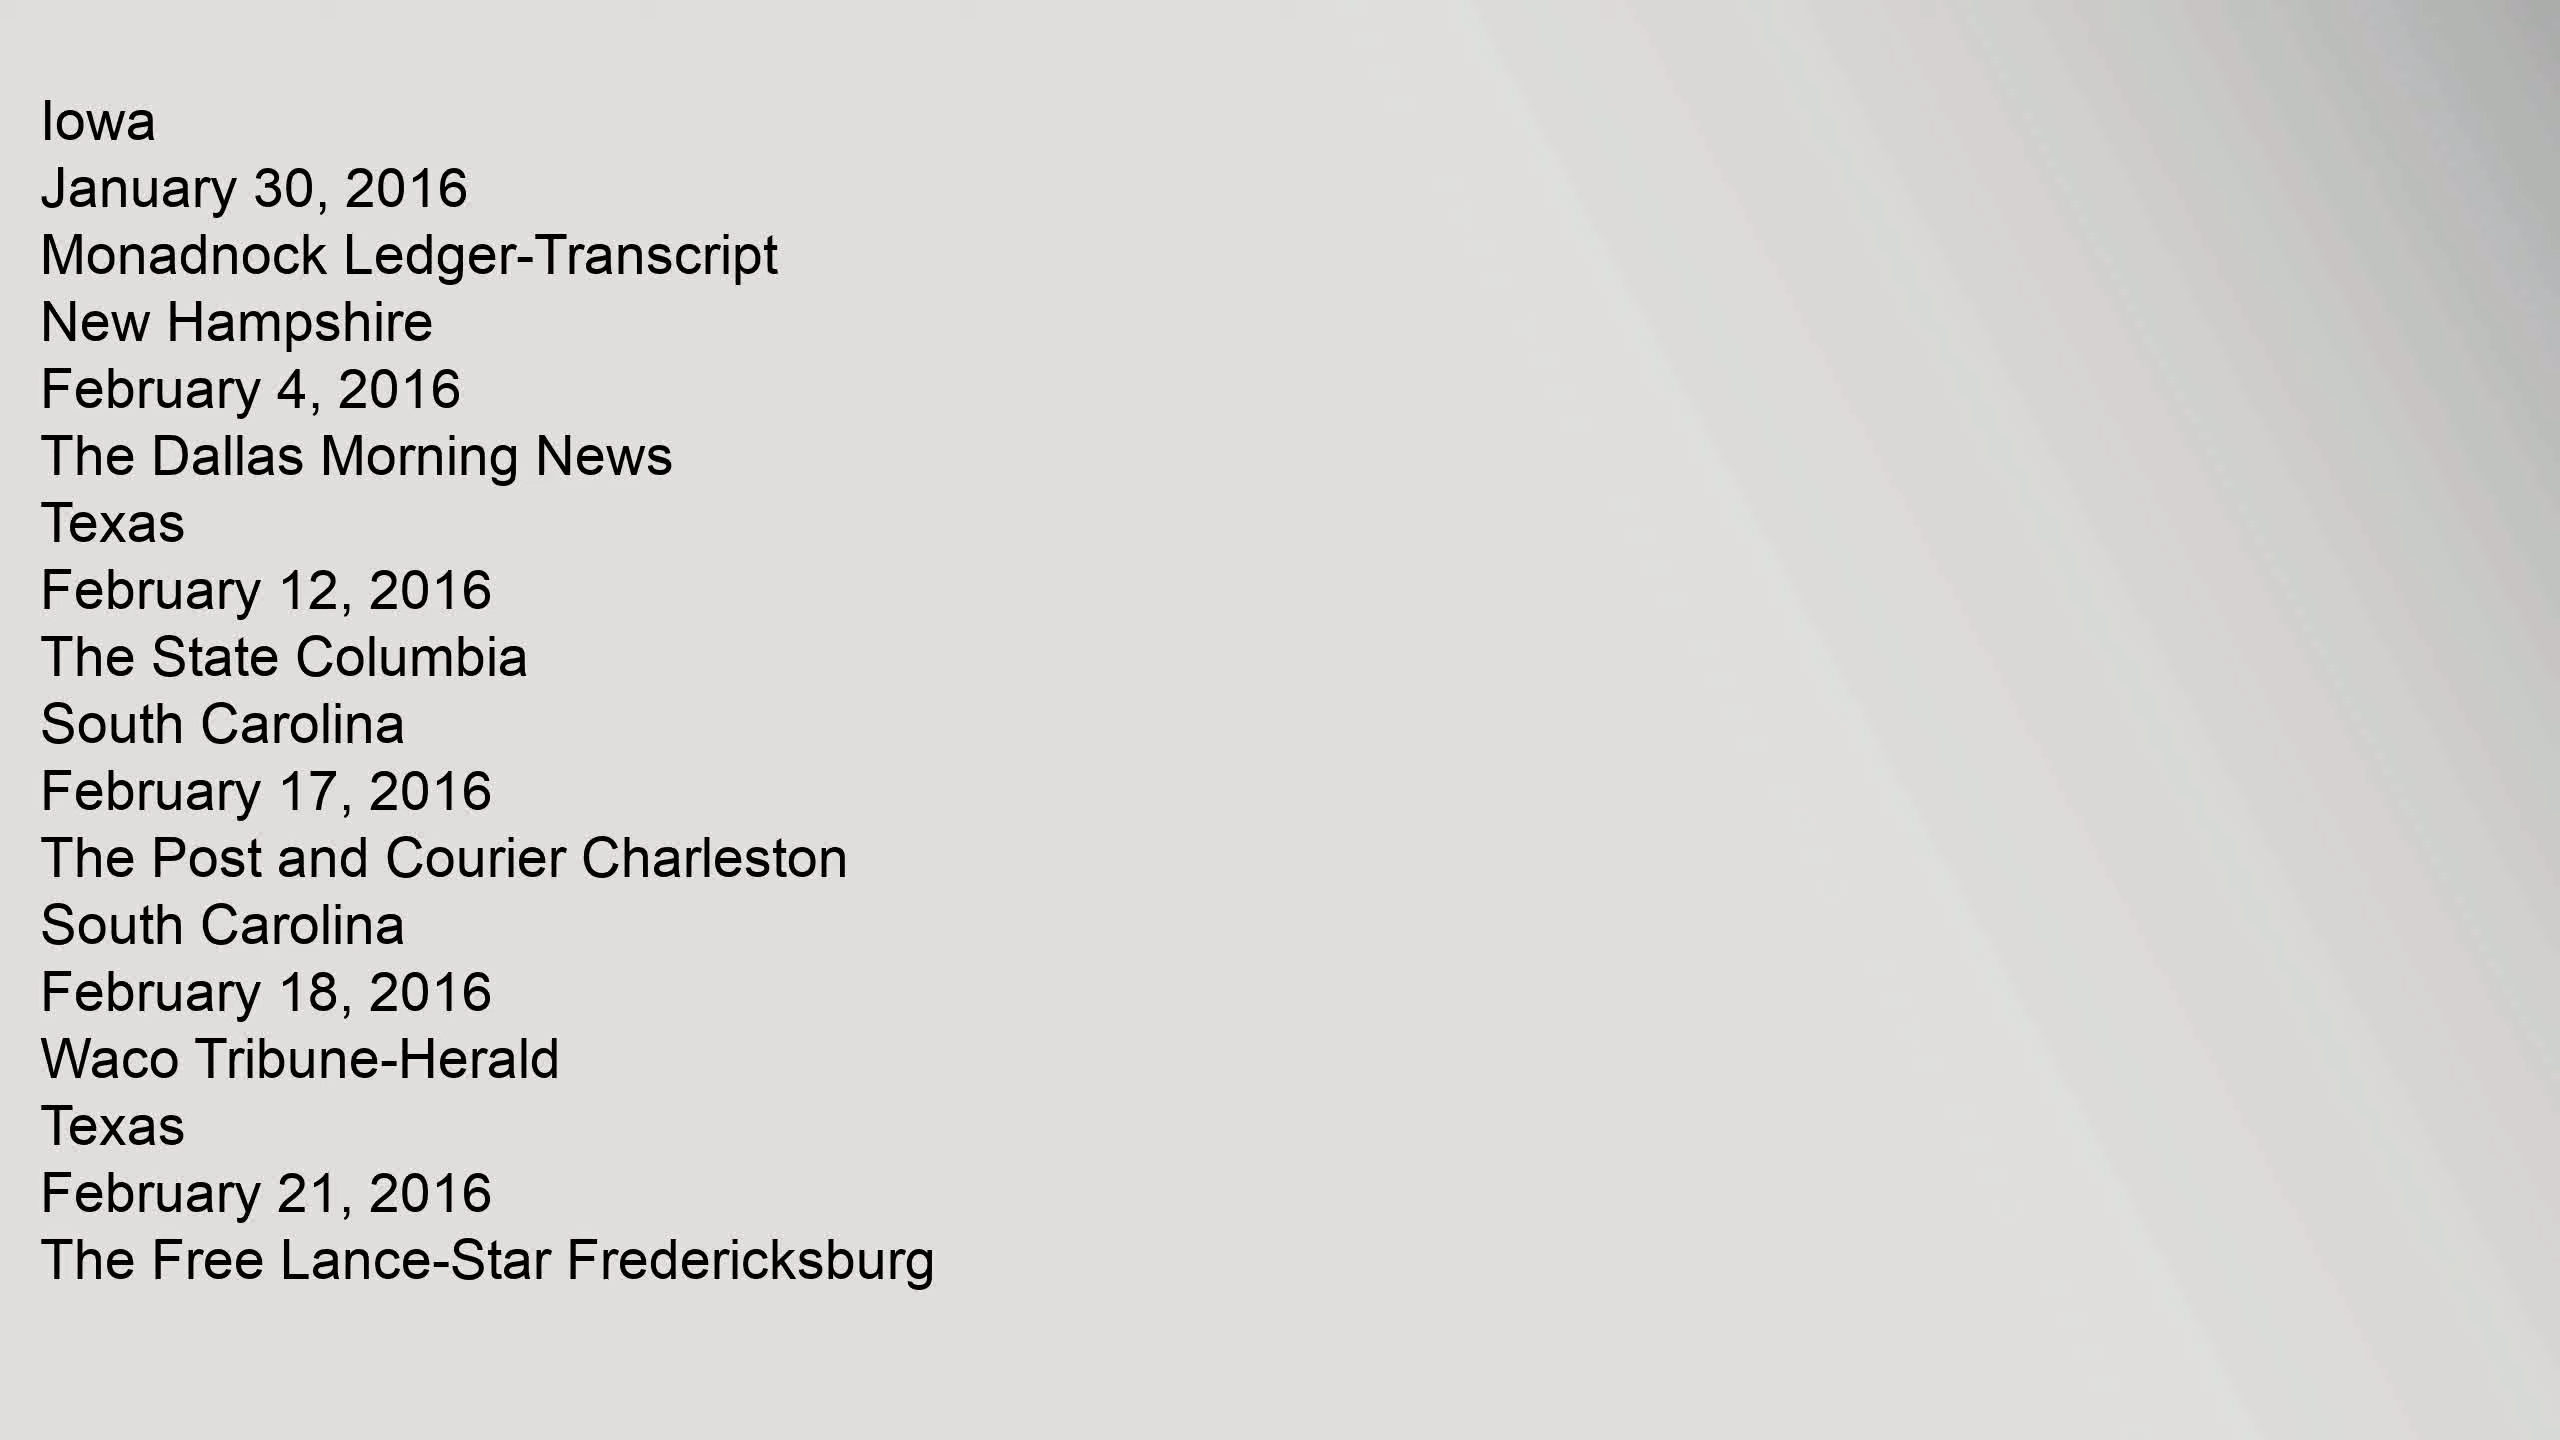 Iowa
January 30, 2016
Monadnock Ledger-Transcript
New Hampshire
February 4, 2016
The Dallas Morning News
Texas
February 12, 2016
The State Columbia
South Carolina
February 17, 2016
The Post and Courier Charleston
South Carolina
February 18, 2016
Waco Tribune-Herald
Texas
February 21, 2016
The Free Lance-Star Fredericksburg